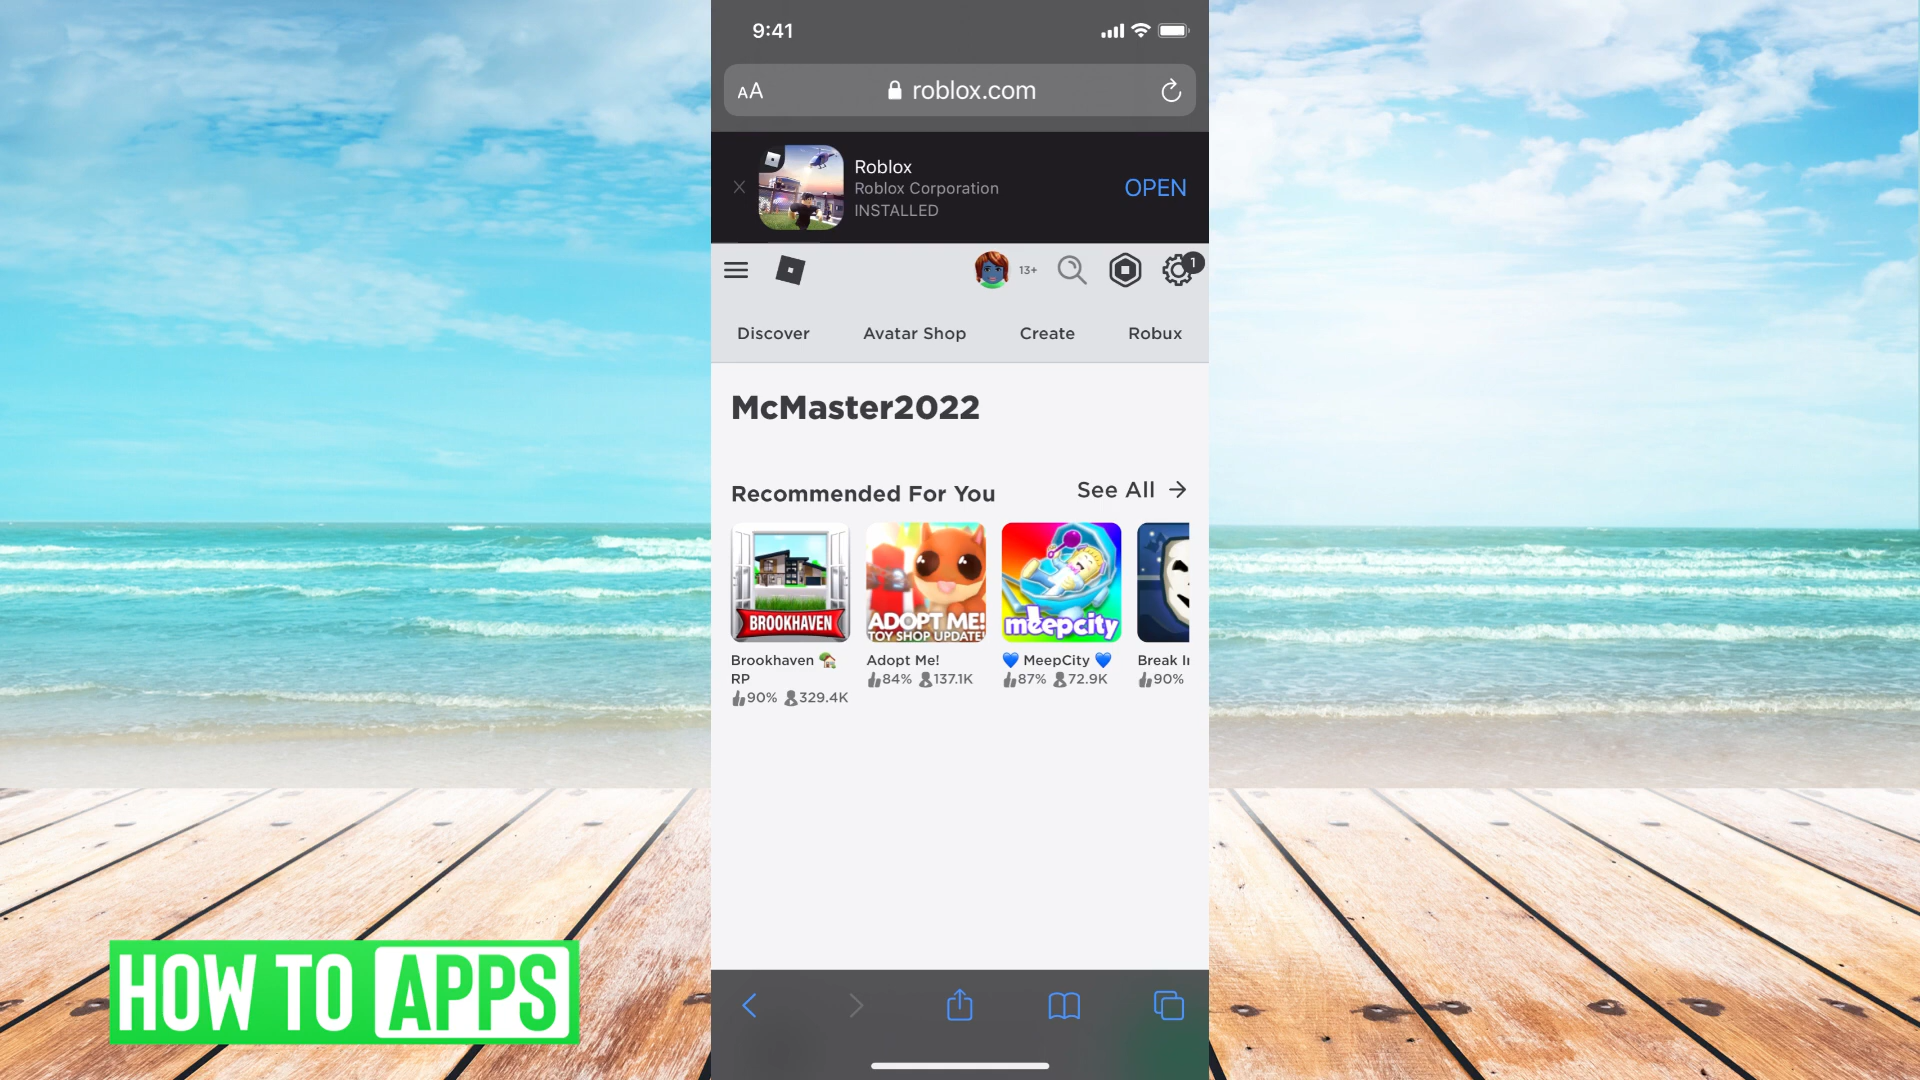 9:41
AA
roblox.com
Roblox
Roblox Corporation
INSTALLED
OPEN
13+
1
Discover
Avatar Shop
Create
Robux
McMaster2022
Recommended For You
See All →
BROOKHAVEN
ADOPT ME!
TOY SHOP UPDATE!
meepcity
Brookhaven 🏡
RP
90% 329.4K
Adopt Me!
84% 137.1K
💙 MeepCity 💙
87% 72.9K
Break I
90%
HOW TO APPS